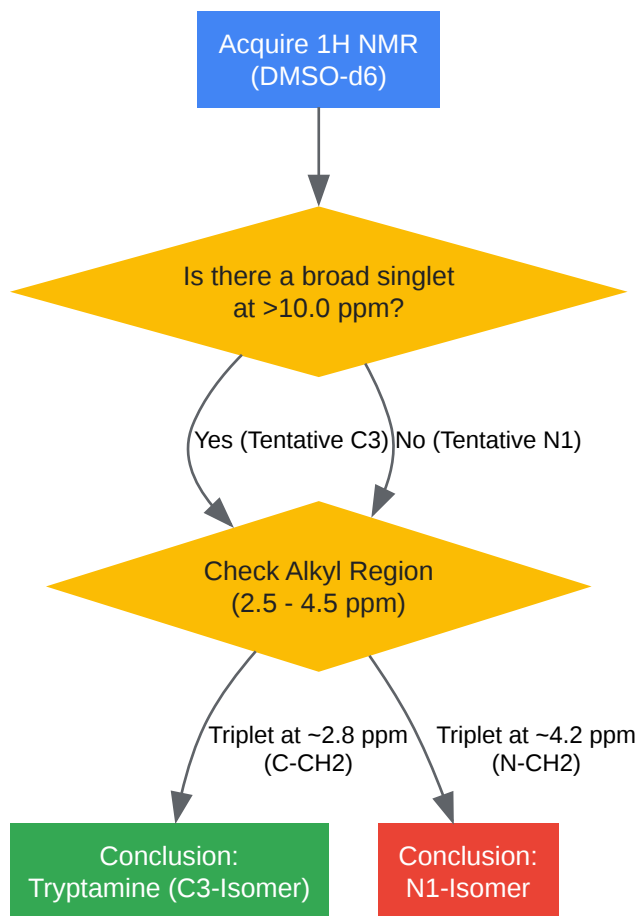 Acquire 1H NMR
(DMSO-d6)
Is there a broad singlet
at >10.0 ppm?
Yes (Tentative C3)
No (Tentative N1)
Check Alkyl Region
(2.5 - 4.5 ppm)
Triplet at ~2.8 ppm
(C-CH2)
Triplet at ~4.2 ppm
(N-CH2)
Conclusion:
Tryptamine (C3-Isomer)
Conclusion:
N1-Isomer